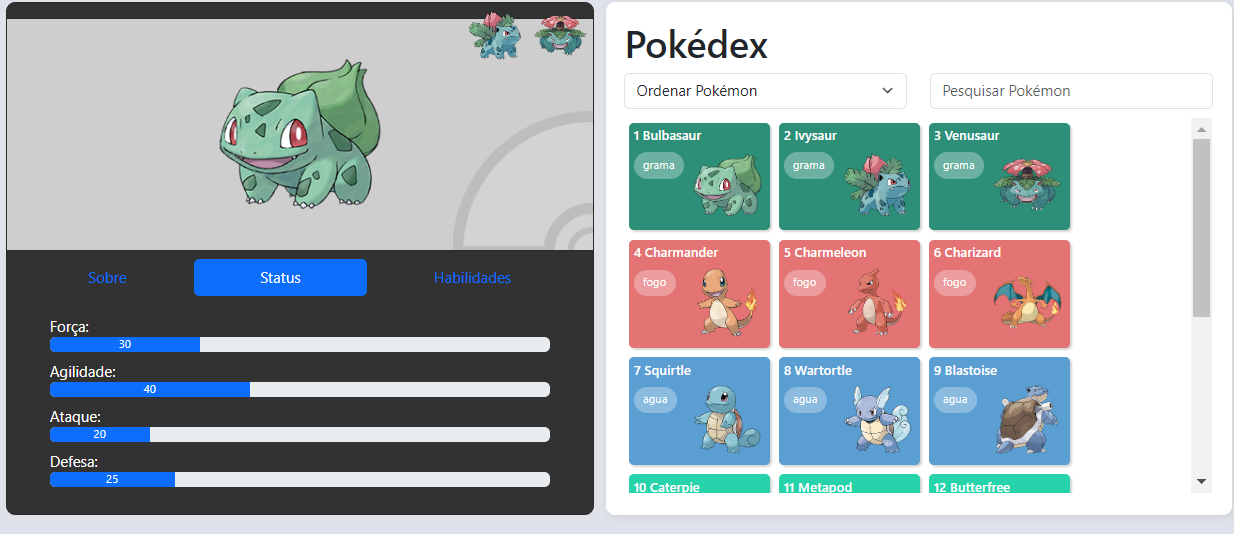 Sobre
Status
Habilidades
Força:
30
Agilidade:
40
Ataque:
20
Defesa:
25
Pokédex
Ordenar Pokémon
Pesquisar Pokémon
1 Bulbasaur
grama
2 Ivysaur
grama
3 Venusaur
grama
4 Charmander
fogo
5 Charmeleon
fogo
6 Charizard
fogo
7 Squirtle
agua
8 Wartortle
agua
9 Blastoise
agua
10 Caterpie
11 Metapod
12 Butterfree